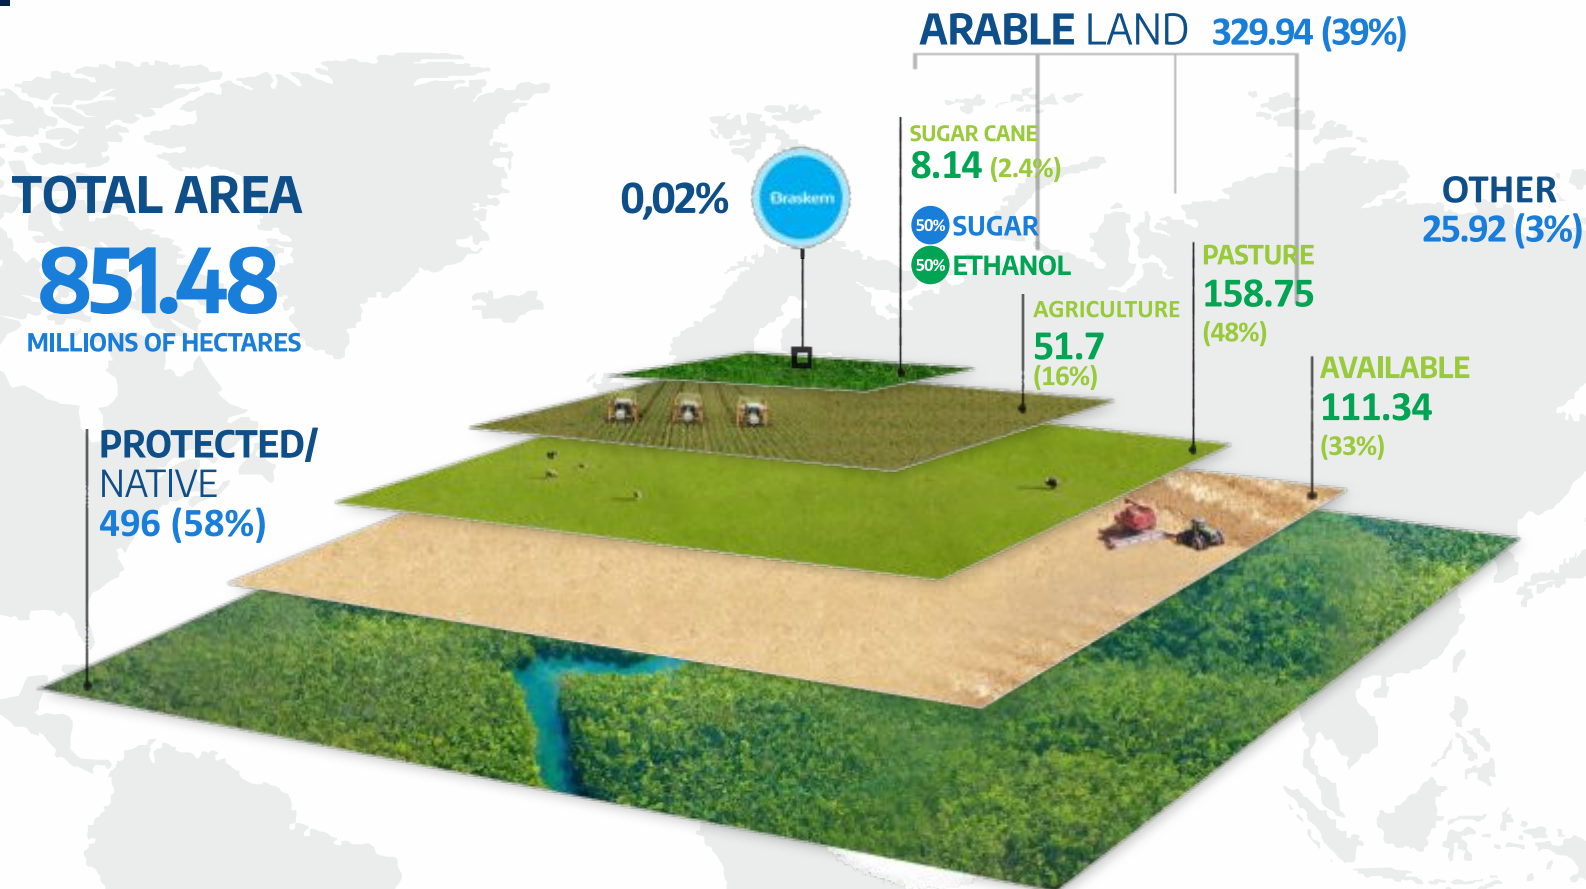 ARABLE LAND 329.94 (39%)
TOTAL AREA
851.48
MILLIONS OF HECTARES
0,02%
Braskem
SUGAR CANE
8.14 (2.4%)
50% SUGAR
50% ETHANOL
AGRICULTURE
51.7
(16%)
PASTURE
158.75
(48%)
AVAILABLE
111.34
(33%)
OTHER
25.92 (3%)
PROTECTED/
NATIVE
496 (58%)